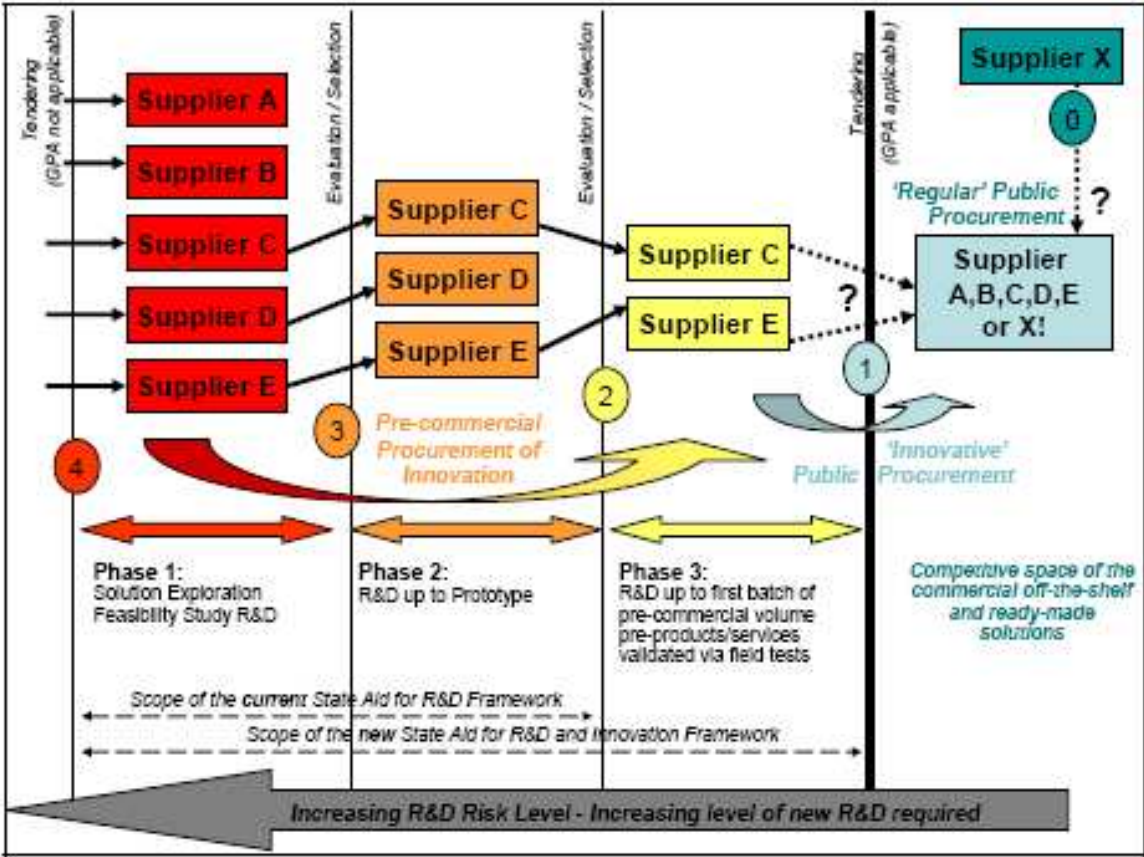 Tendering
(GPA not applicable)
Supplier A
Supplier B
Supplier C
Supplier D
Supplier E
4
Evaluation / Selection
3
Supplier C
Supplier D
Supplier E
Pre-commercial
Procurement of
Innovation
Evaluation / Selection
2
Supplier C
Supplier E
?
Tendering
(GPA applicable)
1
Supplier X
0
?
'Regular' Public
Procurement
Supplier
A,B,C,D,E
or X!
'Innovative'
Public Procurement
Phase 1:
Solution Exploration
Feasibility Study R&D
Phase 2:
R&D up to Prototype
Phase 3:
R&D up to first batch of
pre-commercial volume
pre-products/services
validated via field tests
Competitive space of the
commercial off-the-shelf
and ready-made
solutions
Scope of the current State Aid for R&D Framework
Scope of the new State Aid for R&D and Innovation Framework
Increasing R&D Risk Level - Increasing level of new R&D required